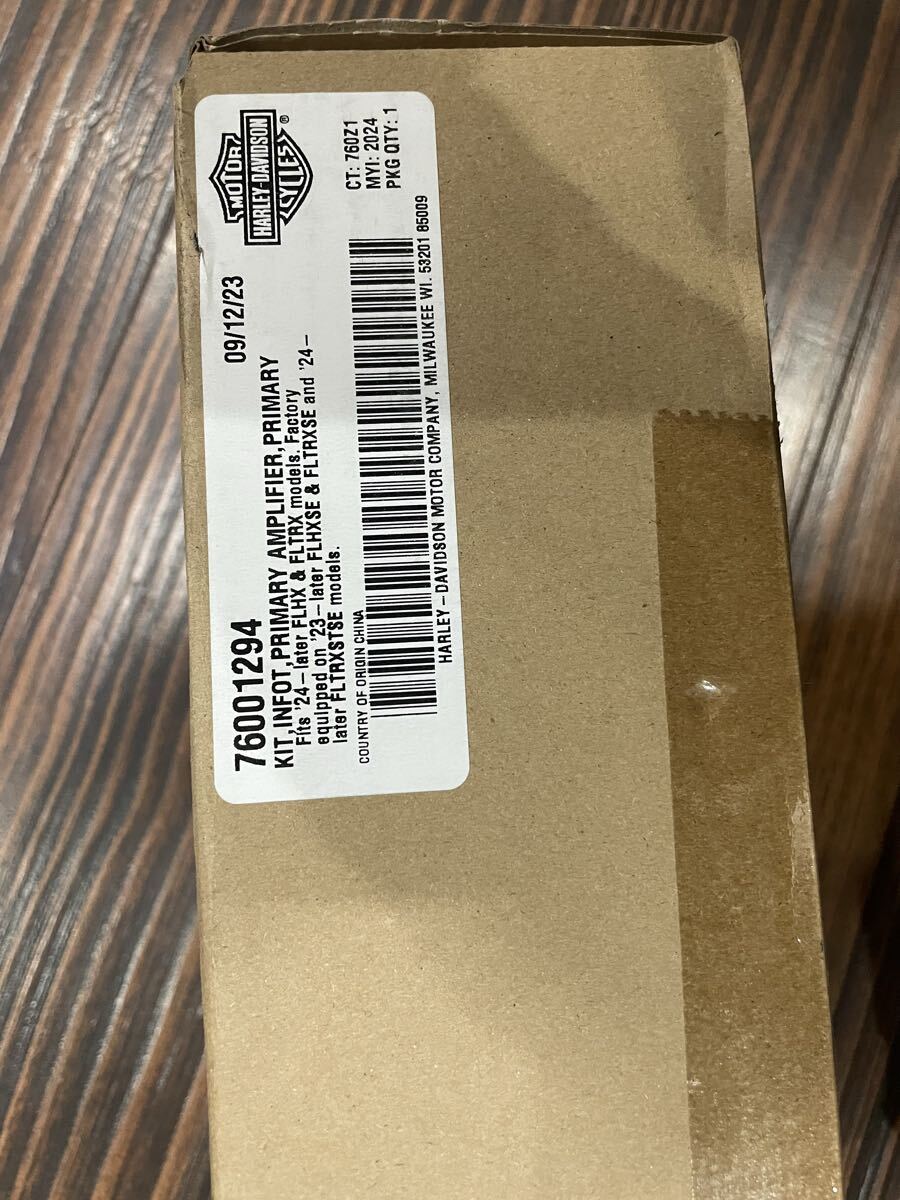 76001294 09/12/23
KIT,INFOT,PRIMARY AMPLIFIER,PRIMARY
Fits '24-later FLHX & FLTRX models. Factory
equipped on '23-later FLHXSE & FLTRXSE and '24-
later FLTRXSTSE models.
COUNTRY OF ORIGIN CHINA
MOTOR
HARLEY-DAVIDSON
CYCLES
®
CT: 760Z1
MYI: 2024
PKG QTY: 1
HARLEY-DAVIDSON MOTOR COMPANY, MILWAUKEE WI. 53201 85009